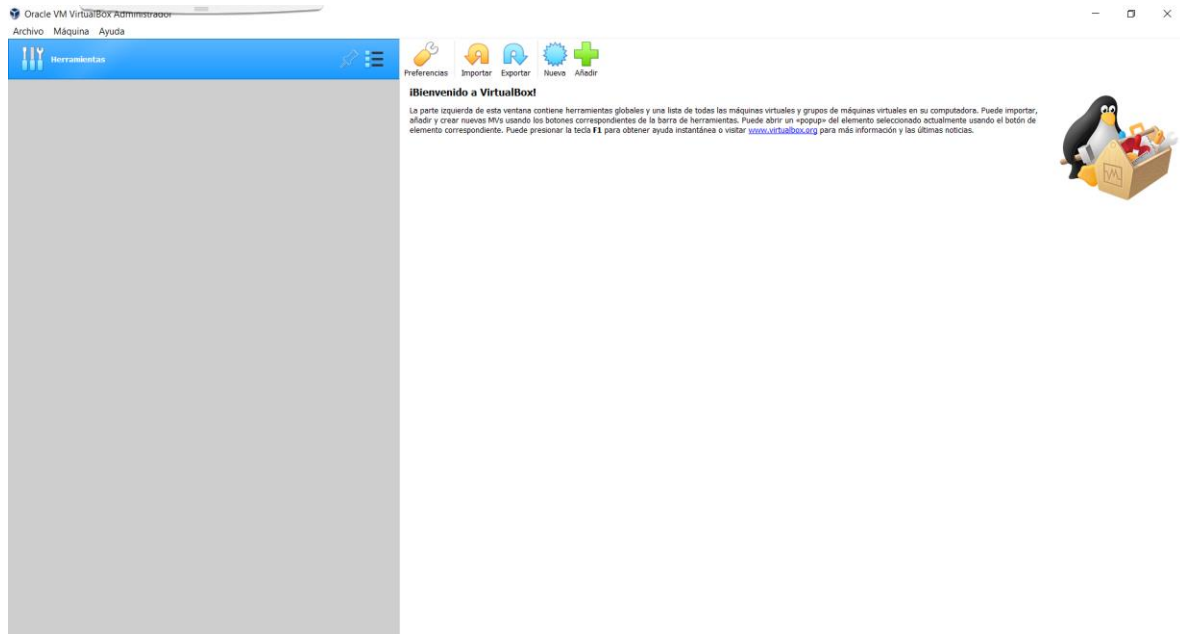 Oracle VM VirtualBox Administrador
Archivo Máquina Ayuda
Herramientas
Preferencias Importar Exportar Nueva Añadir
¡Bienvenido a VirtualBox!
La parte izquierda de esta ventana contiene herramientas globales y una lista de todas las máquinas virtuales y grupos de máquinas virtuales en su computadora. Puede importar,
añadir y crear nuevas MVs usando los botones correspondientes de la barra de herramientas. Puede abrir un «popup» del elemento seleccionado actualmente usando el botón de
elemento correspondiente. Puede presionar la tecla F1 para obtener ayuda instantánea o visitar www.virtualbox.org para más información y las últimas noticias.